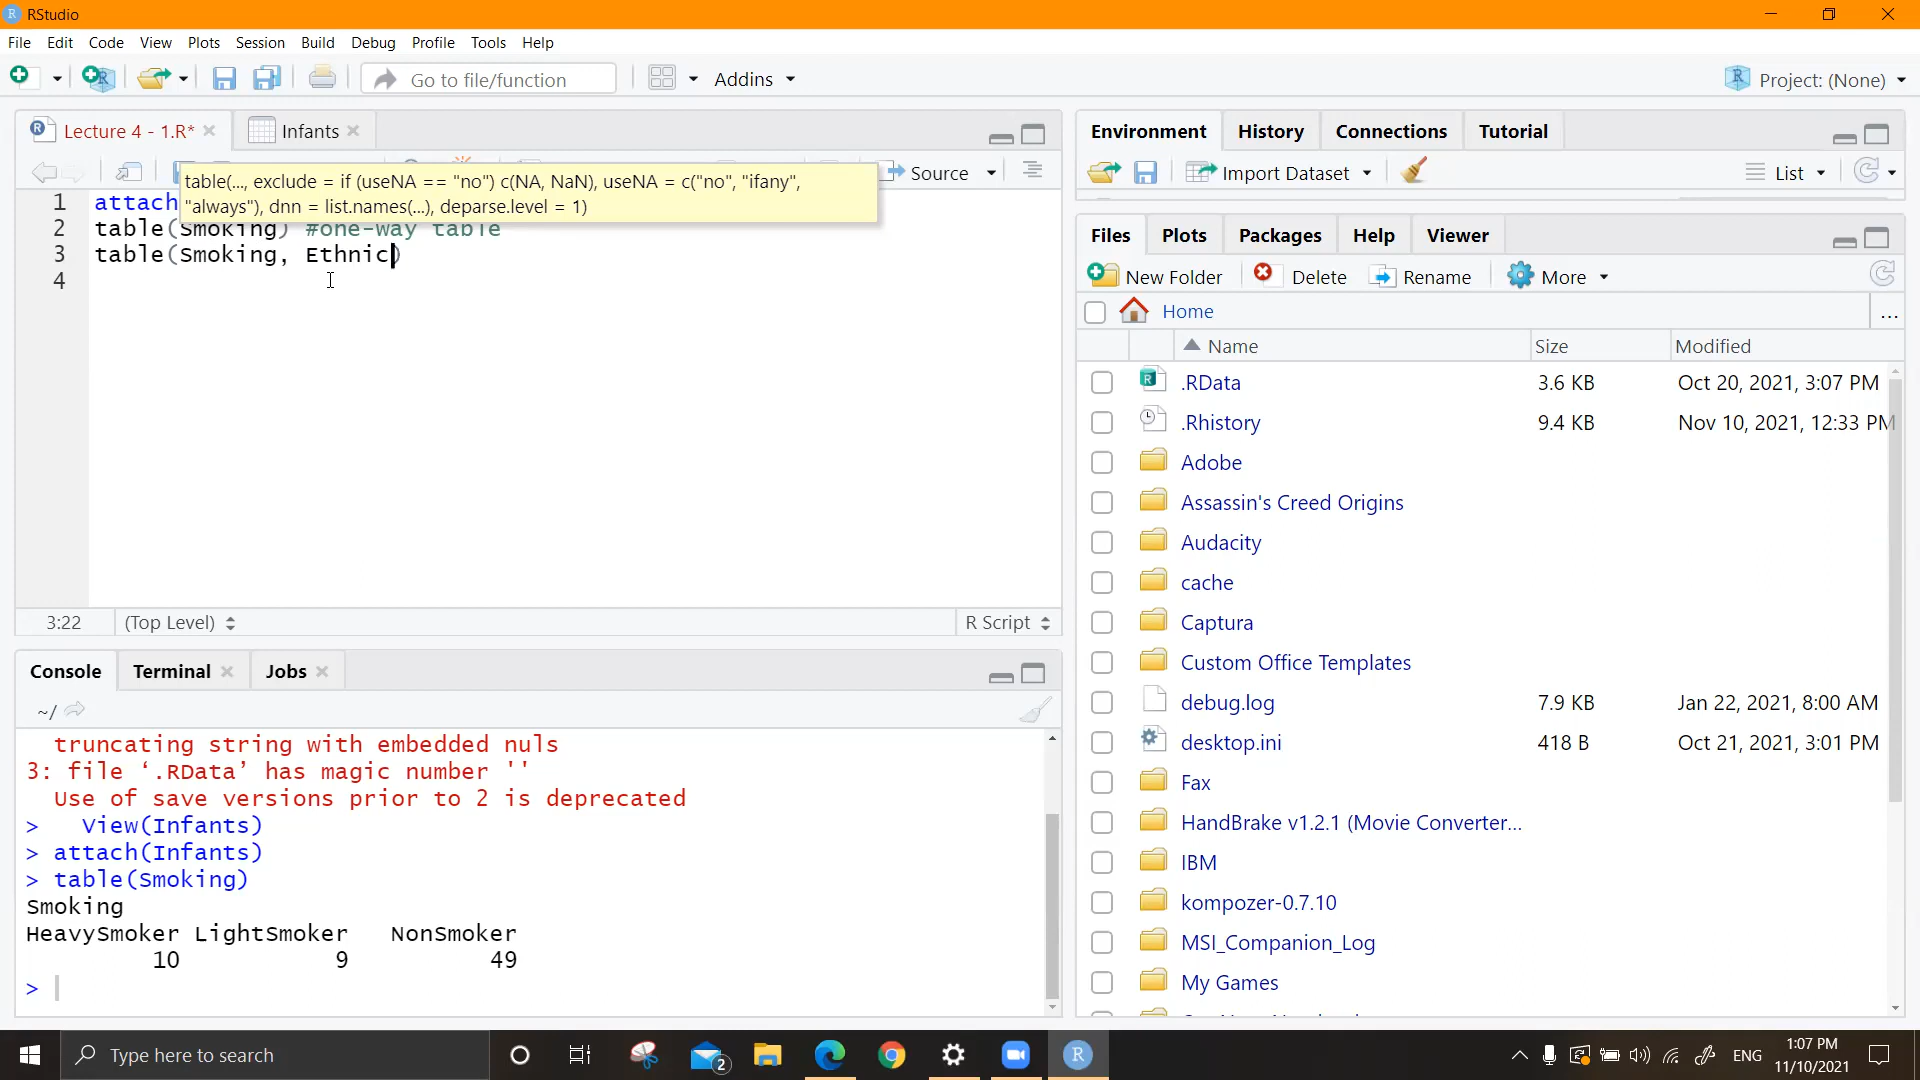 RStudio
File Edit Code View Plots Session Build Debug Profile Tools Help
Go to file/function
Addins
Project: (None)
Lecture 4 - 1.R*
Infants
Source
table(..., exclude = if (useNA == "no") c(NA, NaN), useNA = c("no", "ifany",
"always"), dnn = list.names(...), deparse.level = 1)
1 attach
2 table(Smoking) #one-way table
3 table(Smoking, Ethnic)
4
3:22 (Top Level) R Script
Console Terminal Jobs
~/
truncating string with embedded nuls
3: file ‘.RData’ has magic number ''
Use of save versions prior to 2 is deprecated
> View(Infants)
> attach(Infants)
> table(Smoking)
Smoking
HeavySmoker LightSmoker NonSmoker
10 9 49
>
Environment History Connections Tutorial
Import Dataset
List
Files Plots Packages Help Viewer
New Folder Delete Rename More
Home ...
Name Size Modified
.RData 3.6 KB Oct 20, 2021, 3:07 PM
.Rhistory 9.4 KB Nov 10, 2021, 12:33 PM
Adobe
Assassin's Creed Origins
Audacity
cache
Captura
Custom Office Templates
debug.log 7.9 KB Jan 22, 2021, 8:00 AM
desktop.ini 418 B Oct 21, 2021, 3:01 PM
Fax
HandBrake v1.2.1 (Movie Converter...
IBM
kompozer-0.7.10
MSI_Companion_Log
My Games
Type here to search
2
ENG
1:07 PM
11/10/2021